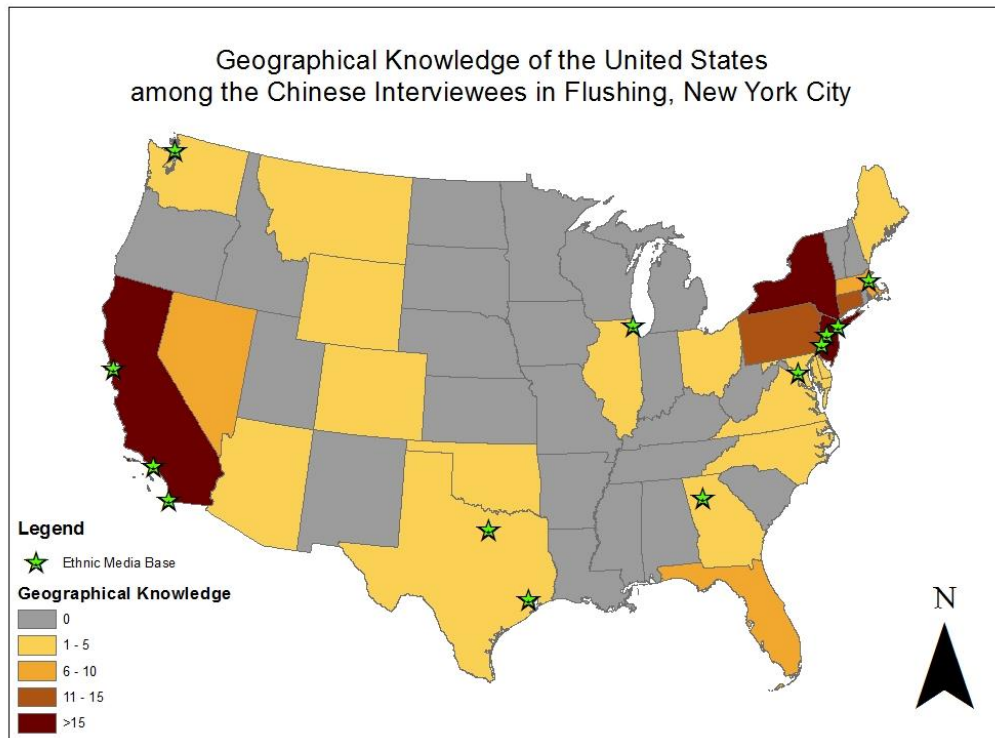 Geographical Knowledge of the United States
among the Chinese Interviewees in Flushing, New York City
Legend
Ethnic Media Base
Geographical Knowledge
0
1 - 5
6 - 10
11 - 15
>15
N